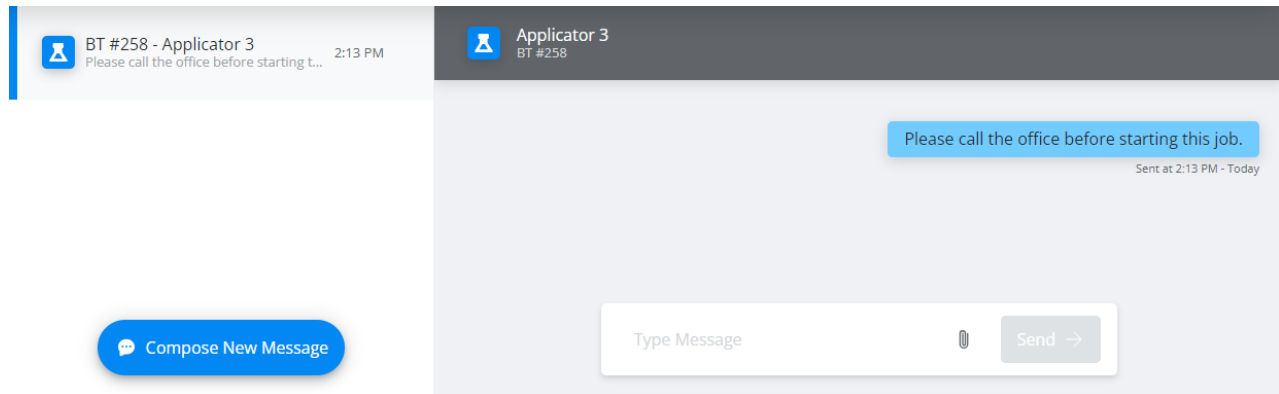 BT #258 - Applicator 3
2:13 PM
Please call the office before starting t...
Compose New Message
Applicator 3
BT #258
Please call the office before starting this job.
Sent at 2:13 PM - Today
Type Message
Send